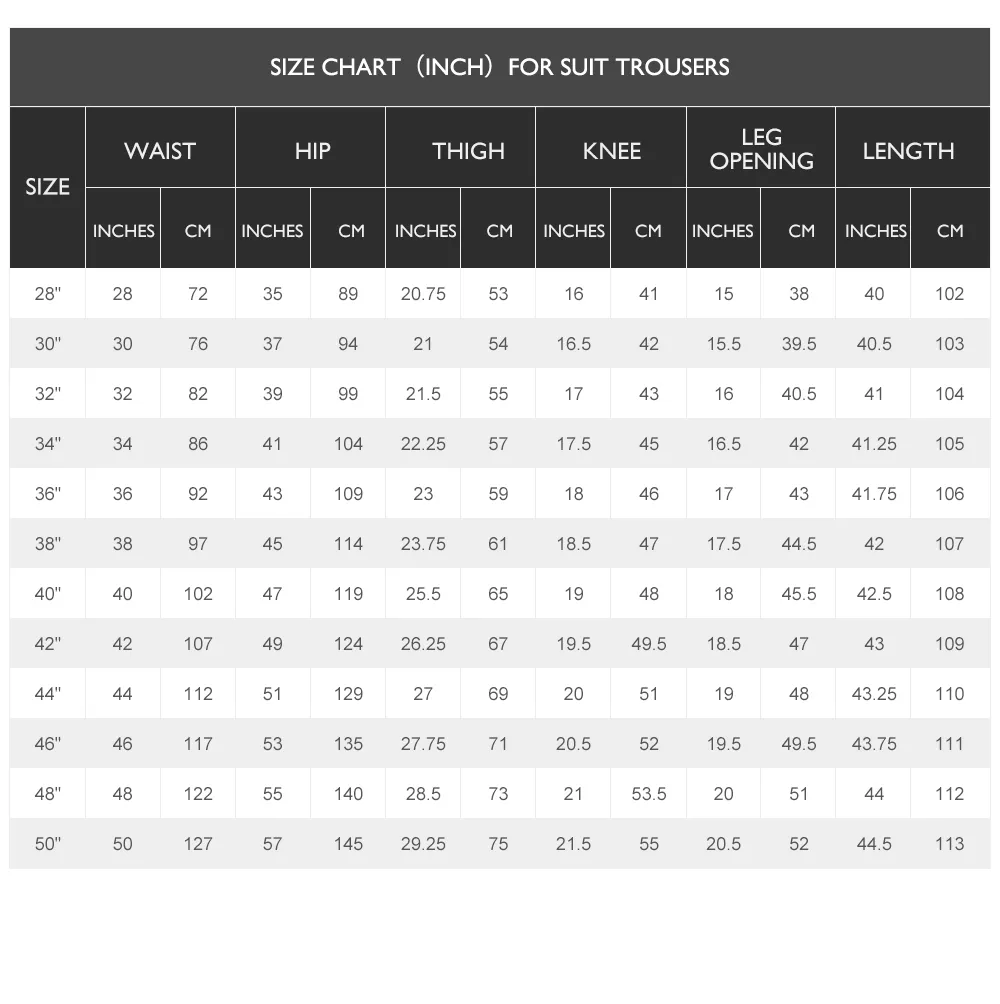 SIZE CHART（INCH）FOR SUIT TROUSERS
SIZE WAIST HIP THIGH KNEE LEG OPENING LENGTH
INCHES CM INCHES CM INCHES CM INCHES CM INCHES CM INCHES CM
28" 28 72 35 89 20.75 53 16 41 15 38 40 102
30" 30 76 37 94 21 54 16.5 42 15.5 39.5 40.5 103
32" 32 82 39 99 21.5 55 17 43 16 40.5 41 104
34" 34 86 41 104 22.25 57 17.5 45 16.5 42 41.25 105
36" 36 92 43 109 23 59 18 46 17 43 41.75 106
38" 38 97 45 114 23.75 61 18.5 47 17.5 44.5 42 107
40" 40 102 47 119 25.5 65 19 48 18 45.5 42.5 108
42" 42 107 49 124 26.25 67 19.5 49.5 18.5 47 43 109
44" 44 112 51 129 27 69 20 51 19 48 43.25 110
46" 46 117 53 135 27.75 71 20.5 52 19.5 49.5 43.75 111
48" 48 122 55 140 28.5 73 21 53.5 20 51 44 112
50" 50 127 57 145 29.25 75 21.5 55 20.5 52 44.5 113